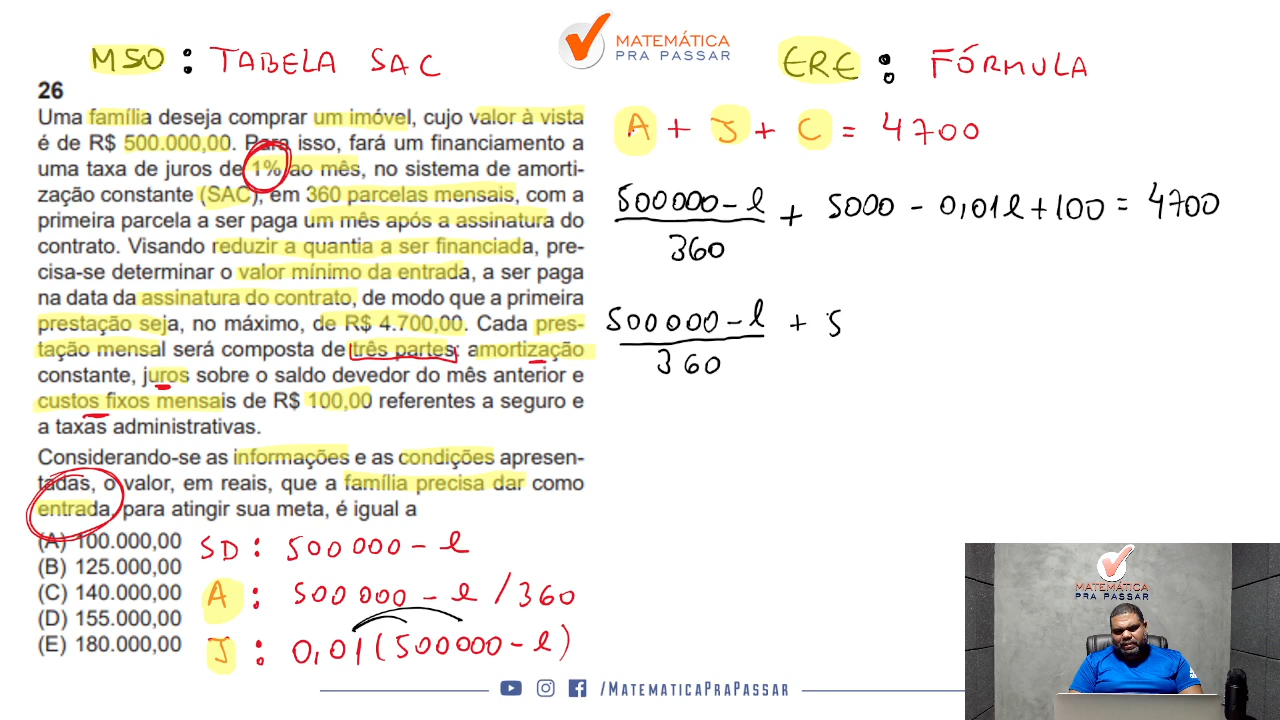 MSO : TABELA SAC
MATEMÁTICA
PRA PASSAR
ERE : FÓRMULA
26
Uma família deseja comprar um imóvel, cujo valor à vista
é de R$ 500.000,00. Para isso, fará um financiamento a
uma taxa de juros de 1% ao mês, no sistema de amorti-
zação constante (SAC), em 360 parcelas mensais, com a
primeira parcela a ser paga um mês após a assinatura do
contrato. Visando reduzir a quantia a ser financiada, pre-
cisa-se determinar o valor mínimo da entrada, a ser paga
na data da assinatura do contrato, de modo que a primeira
prestação seja, no máximo, de R$ 4.700,00. Cada pres-
tação mensal será composta de três partes: amortização
constante, juros sobre o saldo devedor do mês anterior e
custos fixos mensais de R$ 100,00 referentes a seguro e
a taxas administrativas.
Considerando-se as informações e as condições apresen-
tadas, o valor, em reais, que a família precisa dar como
entrada, para atingir sua meta, é igual a
(A) 100.000,00
(B) 125.000,00
(C) 140.000,00
(D) 155.000,00
(E) 180.000,00
SD : 500000 - e
A : 500000 - e / 360
J : 0,01(500000 - e)
A + J + C = 4700
500000 - e
360
+ 5000 - 0,01e + 100 = 4700
500000 - e
360
+ 5
MATEMÁTICA
PRA PASSAR
/MatematicaPraPassar